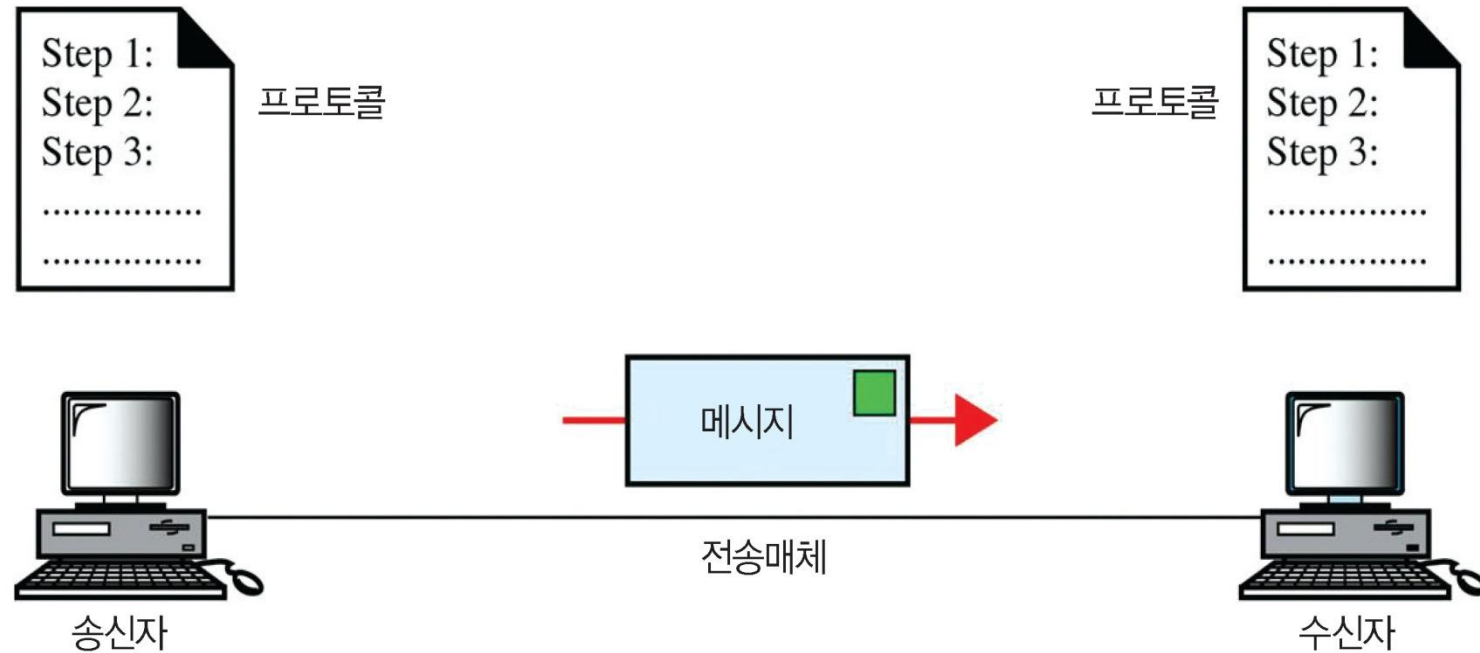 Step 1:
Step 2:
Step 3:
................
................
프로토콜
프로토콜
Step 1:
Step 2:
Step 3:
................
................
메시지
전송매체
송신자
수신자